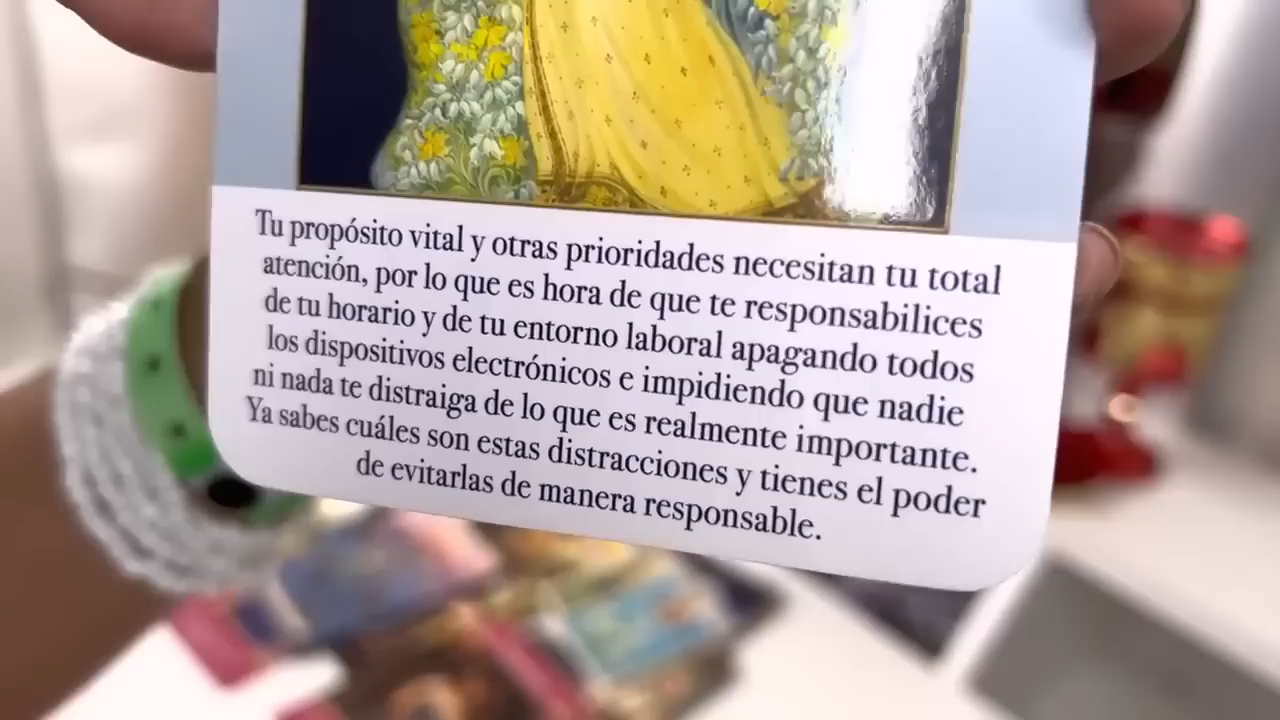 Tu propósito vital y otras prioridades necesitan tu total
atención, por lo que es hora de que te responsabilices
de tu horario y de tu entorno laboral apagando todos
los dispositivos electrónicos e impidiendo que nadie
ni nada te distraiga de lo que es realmente importante.
Ya sabes cuáles son estas distracciones y tienes el poder
de evitarlas de manera responsable.